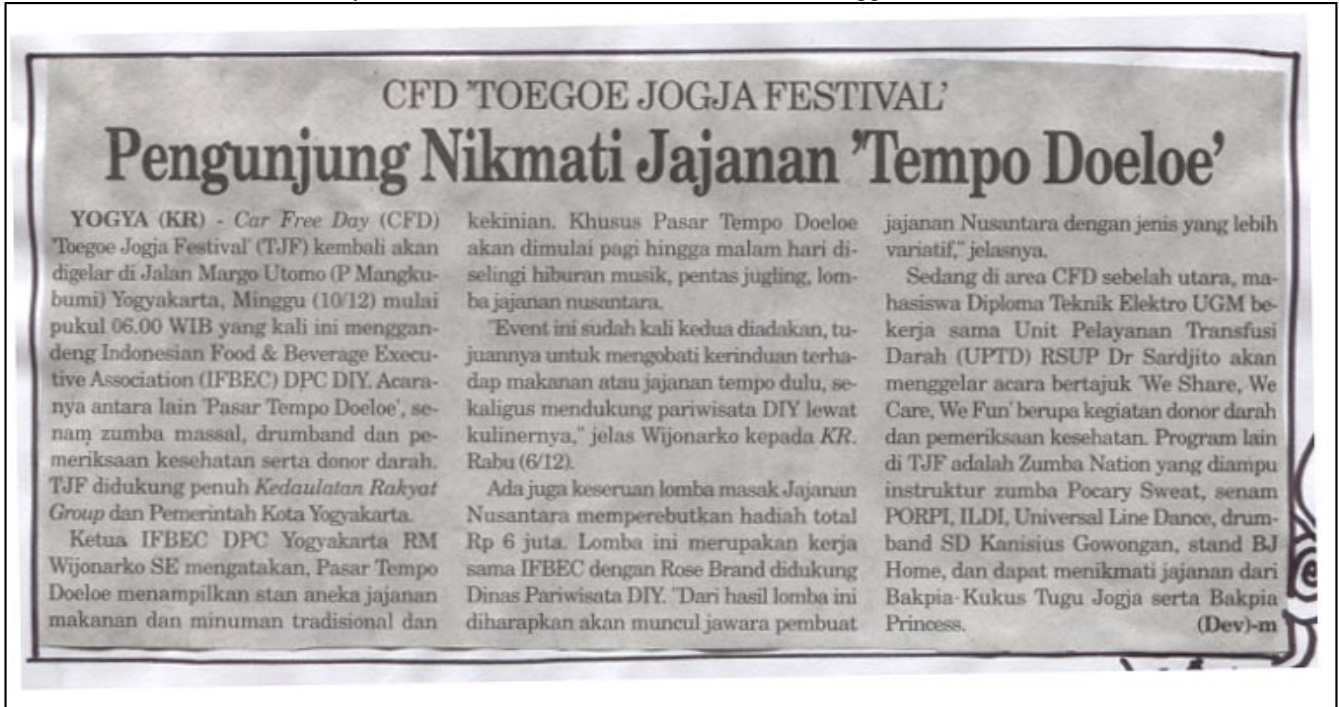 CFD 'TOEGOE JOGJA FESTIVAL'
Pengunjung Nikmati Jajanan 'Tempo Doeloe'
YOGYA (KR) - Car Free Day (CFD)
'Toegoe Jogja Festival' (TJF) kembali akan
digelar di Jalan Margo Utomo (P Mangku-
bumi) Yogyakarta, Minggu (10/12) mulai
pukul 06.00 WIB yang kali ini menggan-
deng Indonesian Food & Beverage Execu-
tive Association (IFBEC) DPC DIY. Acara-
nya antara lain 'Pasar Tempo Doeloe', se-
nam zumba massal, drumband dan pe-
meriksaan kesehatan serta donor darah.
TJF didukung penuh Kedaulatan Rakyat
Group dan Pemerintah Kota Yogyakarta.
Ketua IFBEC DPC Yogyakarta RM
Wijonarko SE mengatakan, Pasar Tempo
Doeloe menampilkan stan aneka jajanan
makanan dan minuman tradisional dan
kekinian. Khusus Pasar Tempo Doeloe
akan dimulai pagi hingga malam hari di-
selingi hiburan musik, pentas jugling, lom-
ba jajanan nusantara.
"Event ini sudah kali kedua diadakan, tu-
juannya untuk mengobati kerinduan terha-
dap makanan atau jajanan tempo dulu, se-
kaligus mendukung pariwisata DIY lewat
kulinernya," jelas Wijonarko kepada KR.
Rabu (6/12).
Ada juga keseruan lomba masak Jajanan
Nusantara memperebutkan hadiah total
Rp 6 juta. Lomba ini merupakan kerja
sama IFBEC dengan Rose Brand didukung
Dinas Pariwisata DIY. "Dari hasil lomba ini
diharapkan akan muncul jawara pembuat
jajanan Nusantara dengan jenis yang lebih
variatif," jelasnya.
Sedang di area CFD sebelah utara, ma-
hasiswa Diploma Teknik Elektro UGM be-
kerja sama Unit Pelayanan Transfusi
Darah (UPTD) RSUP Dr Sardjito akan
menggelar acara bertajuk 'We Share, We
Care, We Fun' berupa kegiatan donor darah
dan pemeriksaan kesehatan. Program lain
di TJF adalah Zumba Nation yang diampu
instruktur zumba Pocary Sweat, senam
PORPI, ILDI, Universal Line Dance, drum-
band SD Kanisius Gowongan, stand BJ
Home, dan dapat menikmati jajanan dari
Bakpia-Kukus Tugu Jogja serta Bakpia
Princess. (Dev)-m